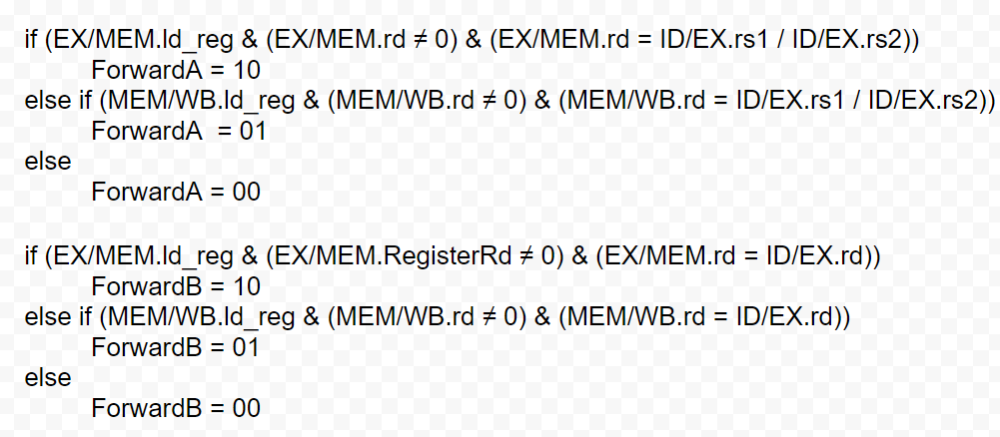 if (EX/MEM.ld_reg & (EX/MEM.rd ≠ 0) & (EX/MEM.rd = ID/EX.rs1 / ID/EX.rs2))
ForwardA = 10
else if (MEM/WB.ld_reg & (MEM/WB.rd ≠ 0) & (MEM/WB.rd = ID/EX.rs1 / ID/EX.rs2))
ForwardA = 01
else
ForwardA = 00
if (EX/MEM.ld_reg & (EX/MEM.RegisterRd ≠ 0) & (EX/MEM.rd = ID/EX.rd))
ForwardB = 10
else if (MEM/WB.ld_reg & (MEM/WB.rd ≠ 0) & (MEM/WB.rd = ID/EX.rd))
ForwardB = 01
else
ForwardB = 00